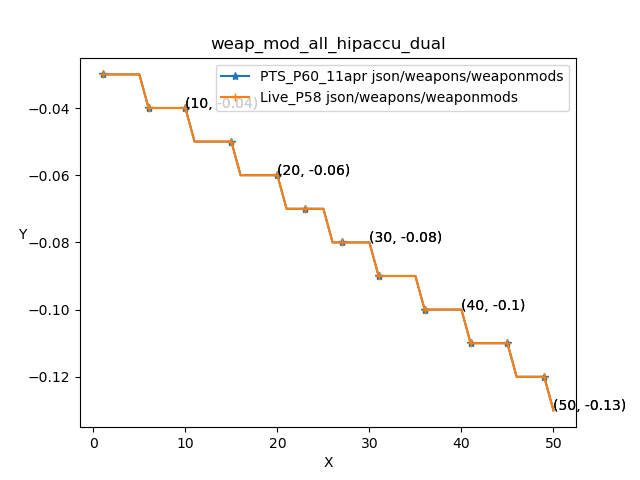 weap_mod_all_hipaccu_dual
PTS_P60_11apr json/weapons/weaponmods
Live_P58 json/weapons/weaponmods
(10, -0.04)
(20, -0.06)
(30, -0.08)
(40, -0.1)
(50, -0.13)
−0.04
−0.06
−0.08
−0.10
−0.12
Y
0 10 20 30 40 50
X